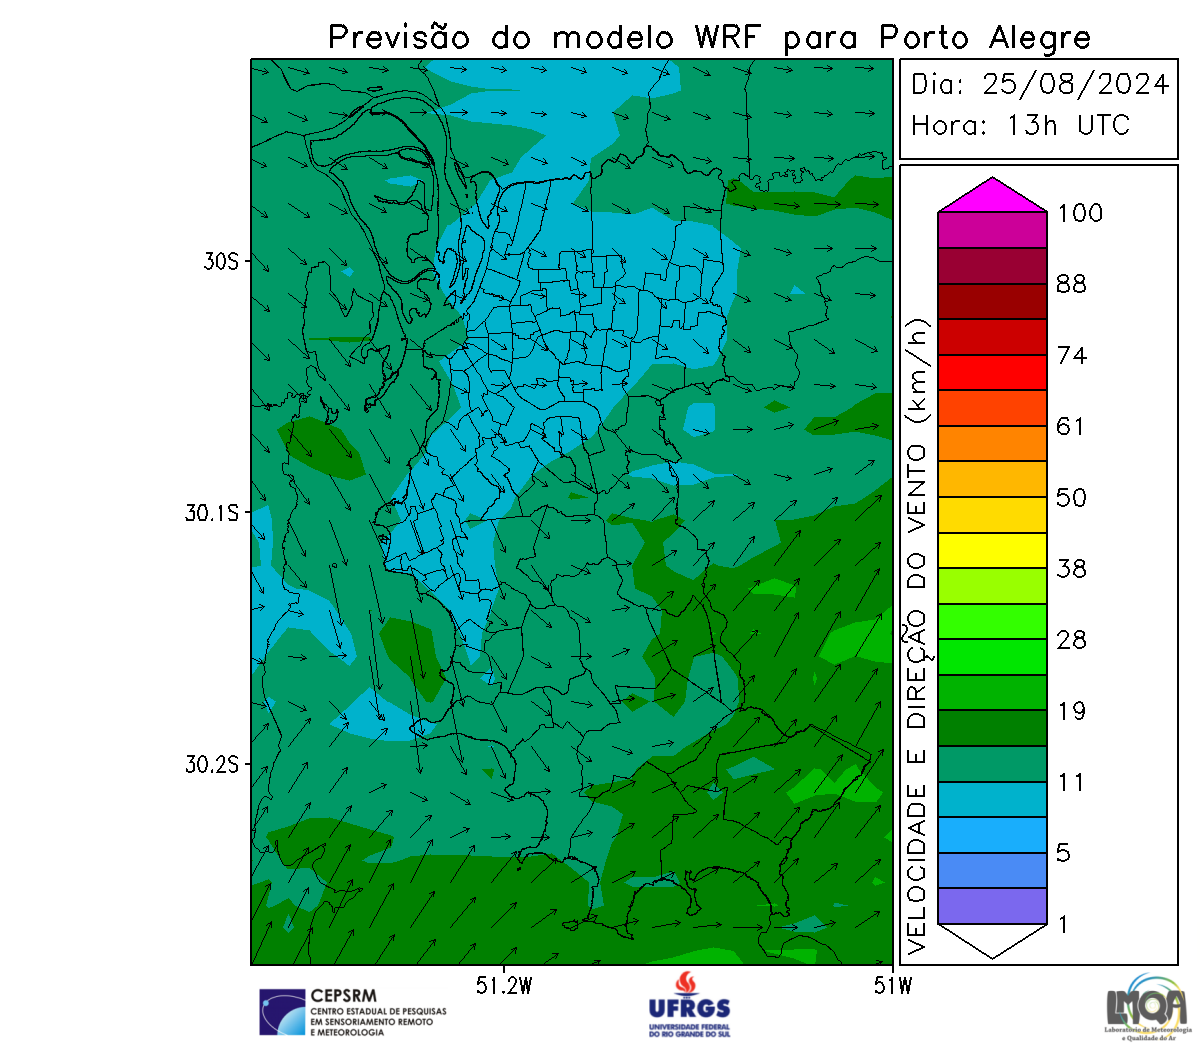 Previsão do modelo WRF para Porto Alegre
Dia: 25/08/2024
Hora: 13h UTC
30S
30.1S
30.2S
51.2W
51W
VELOCIDADE E DIREÇÃO DO VENTO (km/h)
100
88
74
61
50
38
28
19
11
5
1
CEPSRM
CENTRO ESTADUAL DE PESQUISAS
EM SENSORIAMENTO REMOTO
E METEOROLOGIA
UFRGS
UNIVERSIDADE FEDERAL
DO RIO GRANDE DO SUL
LMQA
Laboratório de Meteorologia
e Qualidade do Ar